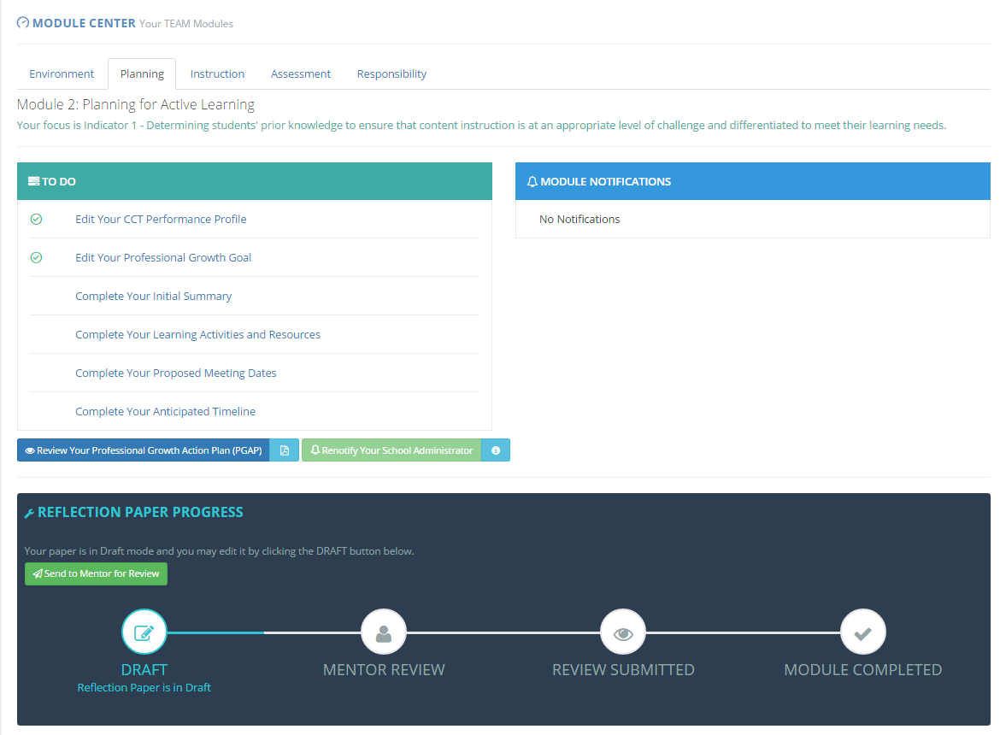 MODULE CENTER Your TEAM Modules
Environment Planning Instruction Assessment Responsibility
Module 2: Planning for Active Learning
Your focus is Indicator 1 - Determining students' prior knowledge to ensure that content instruction is at an appropriate level of challenge and differentiated to meet their learning needs.
TO DO
Edit Your CCT Performance Profile
Edit Your Professional Growth Goal
Complete Your Initial Summary
Complete Your Learning Activities and Resources
Complete Your Proposed Meeting Dates
Complete Your Anticipated Timeline
MODULE NOTIFICATIONS
No Notifications
Review Your Professional Growth Action Plan (PGAP) Renotify Your School Administrator
REFLECTION PAPER PROGRESS
Your paper is in Draft mode and you may edit it by clicking the DRAFT button below.
Send to Mentor for Review
DRAFT MENTOR REVIEW REVIEW SUBMITTED MODULE COMPLETED
Reflection Paper is in Draft